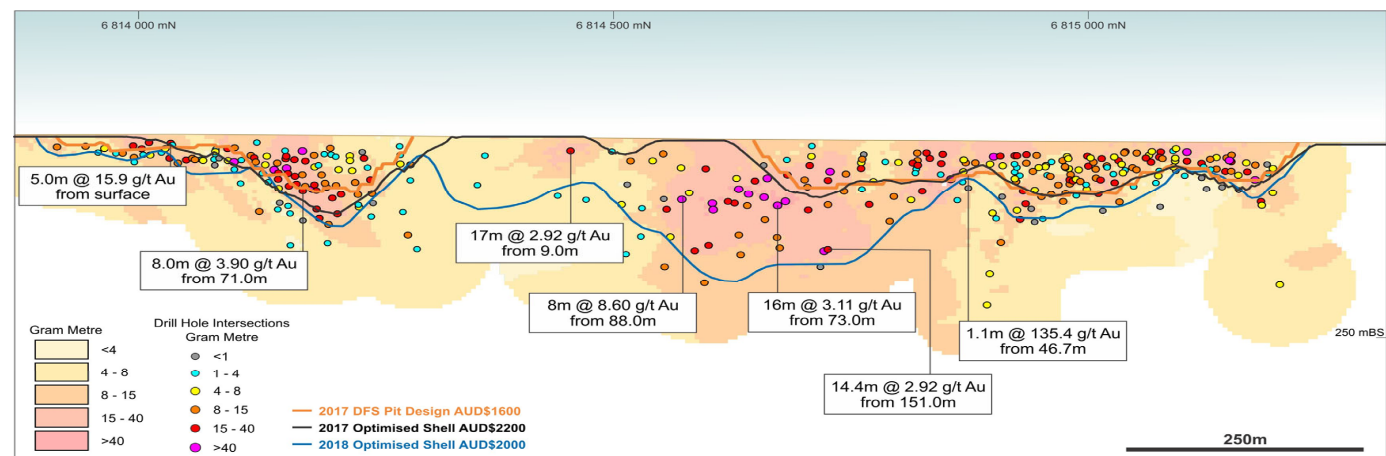 6 814 000 mN
6 814 500 mN
6 815 000 mN
5.0m @ 15.9 g/t Au
from surface
8.0m @ 3.90 g/t Au
from 71.0m
17m @ 2.92 g/t Au
from 9.0m
8m @ 8.60 g/t Au
from 88.0m
16m @ 3.11 g/t Au
from 73.0m
1.1m @ 135.4 g/t Au
from 46.7m
14.4m @ 2.92 g/t Au
from 151.0m
250 mBS
Gram Metre
<4
4 - 8
8 - 15
15 - 40
>40
Drill Hole Intersections
Gram Metre
<1
1 - 4
4 - 8
8 - 15
15 - 40
>40
2017 DFS Pit Design AUD$1600
2017 Optimised Shell AUD$2200
2018 Optimised Shell AUD$2000
250m